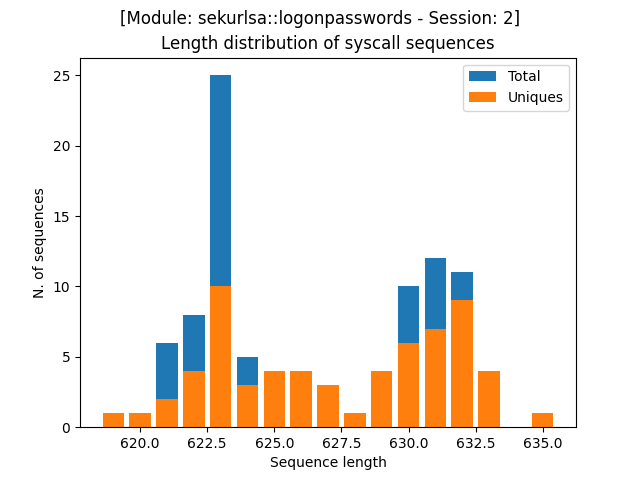 [Module: sekurlsa::logonpasswords - Session: 2]
Length distribution of syscall sequences
Total
Uniques
25
20
15
10
5
0
N. of sequences
620.0 622.5 625.0 627.5 630.0 632.5 635.0
Sequence length